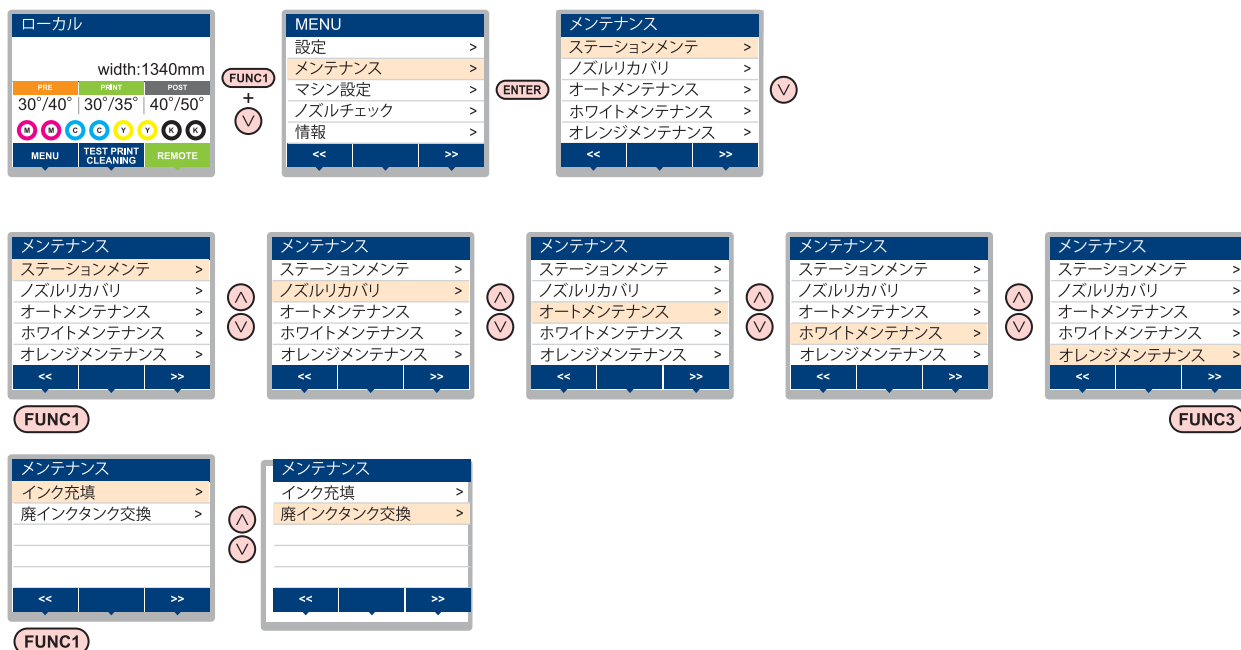 ローカル
width:1340mm
PRE PRINT POST
30°/40° 30°/35° 40°/50°
M M C C Y Y K K
MENU TEST PRINT CLEANING REMOTE
FUNC1
+
MENU
設定 >
メンテナンス >
マシン設定 >
ノズルチェック >
情報 >
<< >>
ENTER
メンテナンス
ステーションメンテ >
ノズルリカバリ >
オートメンテナンス >
ホワイトメンテナンス >
オレンジメンテナンス >
<< >>
メンテナンス
ステーションメンテ >
ノズルリカバリ >
オートメンテナンス >
ホワイトメンテナンス >
オレンジメンテナンス >
<< >>
FUNC1
メンテナンス
ステーションメンテ >
ノズルリカバリ >
オートメンテナンス >
ホワイトメンテナンス >
オレンジメンテナンス >
<< >>
メンテナンス
ステーションメンテ >
ノズルリカバリ >
オートメンテナンス >
ホワイトメンテナンス >
オレンジメンテナンス >
<< >>
メンテナンス
ステーションメンテ >
ノズルリカバリ >
オートメンテナンス >
ホワイトメンテナンス >
オレンジメンテナンス >
<< >>
メンテナンス
ステーションメンテ >
ノズルリカバリ >
オートメンテナンス >
ホワイトメンテナンス >
オレンジメンテナンス >
<< >>
FUNC3
メンテナンス
インク充填 >
廃インクタンク交換 >
<< >>
FUNC1
メンテナンス
インク充填 >
廃インクタンク交換 >
<< >>